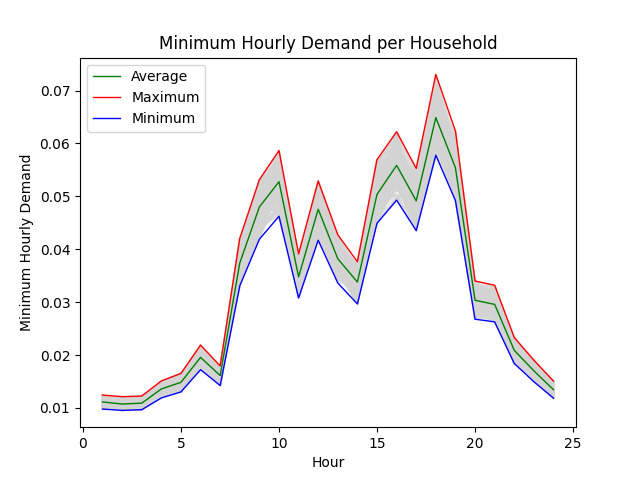 Minimum Hourly Demand per Household
Average
Maximum
Minimum
Minimum Hourly Demand
0.07
0.06
0.05
0.04
0.03
0.02
0.01
0 5 10 15 20 25
Hour